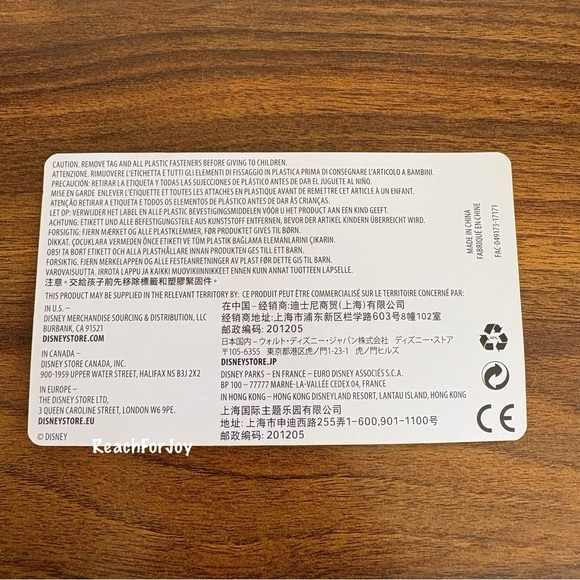 CAUTION. REMOVE TAG AND ALL PLASTIC FASTENERS BEFORE GIVING TO CHILDREN.
ATTENZIONE. RIMUOVERE L'ETICHETTA E TUTTI GLI ELEMENTI DI FISSAGGIO IN PLASTICA PRIMA DI CONSEGNARE L'ARTICOLO A BAMBINI.
PRECAUCIÓN: RETIRAR LA ETIQUETA Y TODAS LAS SUJECCIONES DE PLÁSTICO ANTES DE DAR EL JUGUETE AL NIÑO.
MISE EN GARDE ENLEVER L'ÉTIQUETTE ET TOUTES LES ATTACHES EN PLASTIQUE AVANT DE REMETTRE CET ARTICLE À UN ENFANT.
ATENÇÃO RETIRAR A ETIQUETA E TODOS OS ELEMENTOS DE PLÁSTICO ANTES DE DAR ÀS CRIANÇAS.
LET OP: VERWIJDER HET LABEL EN ALLE PLASTIC BEVESTIGINGSMIDDELEN VÓÓR U HET PRODUCT AAN EEN KIND GEEFT.
ACHTUNG: ETIKETT UND ALLE BEFESTIGUNGSTEILE AUS KUNSTSTOFF ENTFERNEN, BEVOR DER ARTIKEL KINDERN ÜBERREICHT WIRD.
FORSIGTIG: FJERN MÆRKET OG ALLE PLASTKLEMMER, FØR PRODUKTET GIVES TIL BØRN.
DİKKAT. ÇOCUKLARA VERMEDEN ÖNCE ETİKETİ VE TÜM PLASTİK BAĞLAMA ELEMANLARINI ÇIKARIN.
OBS! TA BORT ETIKETT OCH ALLA PLASTHÅLLARE INNAN PRODUKTEN GES TILL ETT BARN.
FORSIKTIG. FJERN MERKELAPPEN OG ALLE FESTEANRETNINGER AV PLAST FØR DETTE GIS TIL BARN.
VAROVAISUUTTA. IRROTA LAPPU JA KAIKKI MUOVIKIINNIKKEET ENNEN KUIN ANNAT TUOTTEEN LAPSELLE.
注意。交給孩子前先移除標籤和塑膠緊固件。
THIS PRODUCT MAY BE SUPPLIED IN THE RELEVANT TERRITORY BY: CE PRODUIT PEUT ÊTRE COMMERCIALISÉ SUR LE TERRITOIRE CONCERNÉ PAR:
IN U.S. –
DISNEY MERCHANDISE SOURCING & DISTRIBUTION, LLC
BURBANK, CA 91521
DISNEYSTORE.COM
IN CANADA –
DISNEY STORE CANADA, INC.
900-1959 UPPER WATER STREET, HALIFAX NS B3J 2X2
IN EUROPE –
THE DISNEY STORE LTD,
3 QUEEN CAROLINE STREET, LONDON W6 9PE.
DISNEYSTORE.EU
© DISNEY
在中国 - 经销商: 迪士尼商贸(上海)有限公司
经销商地址:上海市浦东新区栏学路603号8幢102室
邮政编码: 201205
日本国内 – ウォルト・ディズニー・ジャパン株式会社 ディズニー・ストア
〒105-6355 東京都港区虎ノ門1-23-1 虎ノ門ヒルズ
DISNEYSTORE.JP
DISNEY PARKS – EN FRANCE – EURO DISNEY ASSOCIÉS S.C.A.
BP 100 – 77777 MARNE-LA-VALLÉE CEDEX 04, FRANCE
IN HONG KONG – HONG KONG DISNEYLAND RESORT, LANTAU ISLAND, HONG KONG
上海国际主题乐园有限公司
地址: 上海市申迪西路255弄1-600,901-1100号
邮政编码: 201205
MADE IN CHINA
FABRIQUÉ EN CHINE
FAC-049173-17171
CE
ReachForJoy